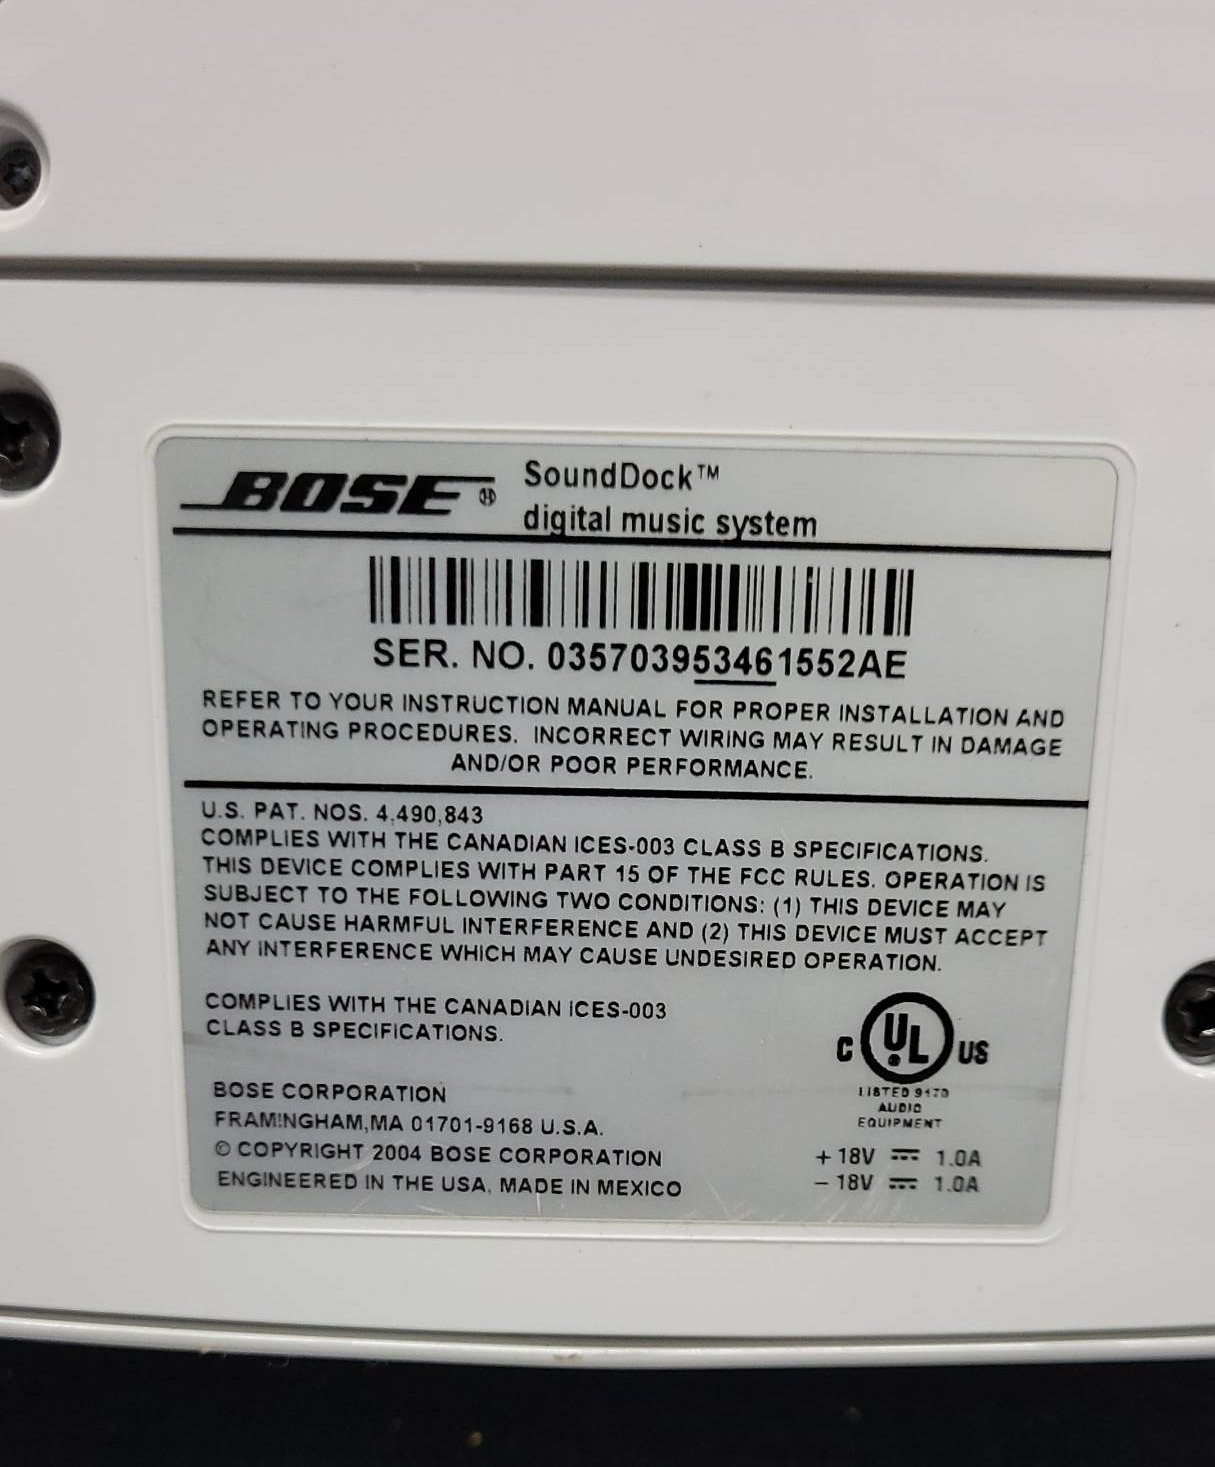 BOSE®
SoundDock™
digital music system
SER. NO. 035703953461552AE
REFER TO YOUR INSTRUCTION MANUAL FOR PROPER INSTALLATION AND
OPERATING PROCEDURES. INCORRECT WIRING MAY RESULT IN DAMAGE
AND/OR POOR PERFORMANCE.
U.S. PAT. NOS. 4,490,843
COMPLIES WITH THE CANADIAN ICES-003 CLASS B SPECIFICATIONS.
THIS DEVICE COMPLIES WITH PART 15 OF THE FCC RULES. OPERATION IS
SUBJECT TO THE FOLLOWING TWO CONDITIONS: (1) THIS DEVICE MAY
NOT CAUSE HARMFUL INTERFERENCE AND (2) THIS DEVICE MUST ACCEPT
ANY INTERFERENCE WHICH MAY CAUSE UNDESIRED OPERATION.
COMPLIES WITH THE CANADIAN ICES-003
CLASS B SPECIFICATIONS.
C UL® US
LISTED
AUDIO
EQUIPMENT
BOSE CORPORATION
FRAMINGHAM,MA 01701-9168 U.S.A.
© COPYRIGHT 2004 BOSE CORPORATION
ENGINEERED IN THE USA, MADE IN MEXICO
+ 18V ⎓ 1.0A
– 18V ⎓ 1.0A